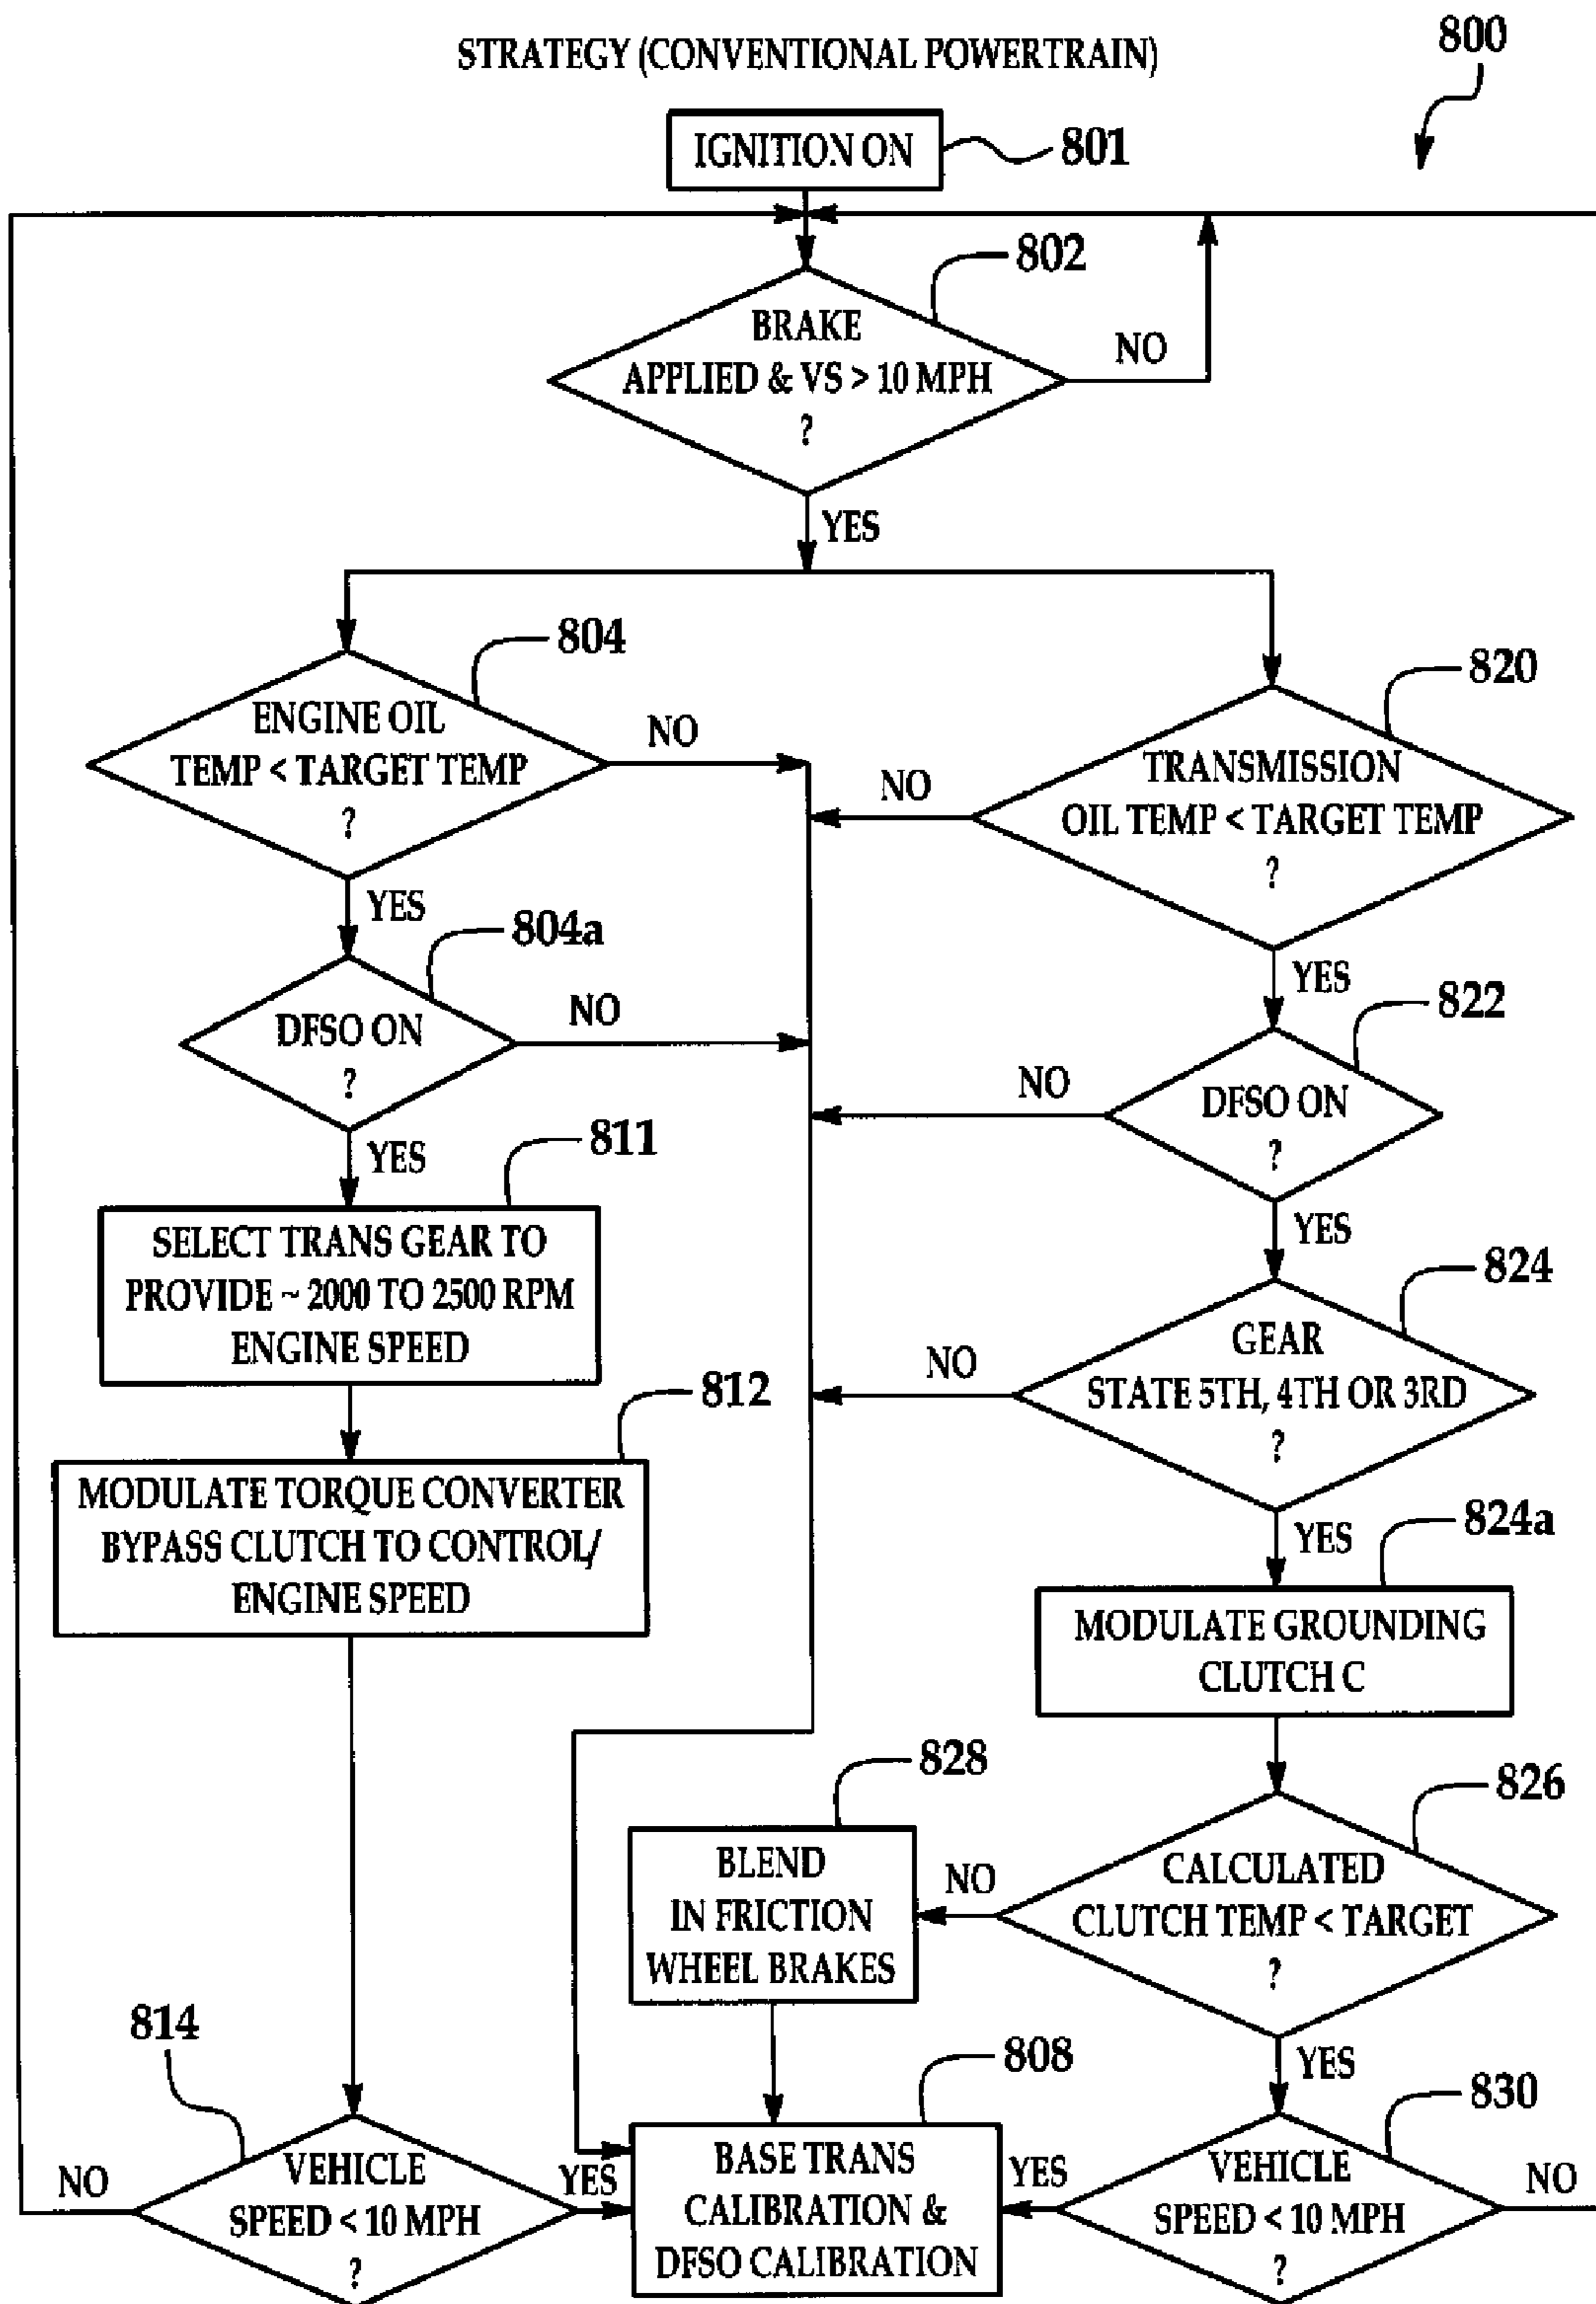 STRATEGY (CONVENTIONAL POWERTRAIN)
800
IGNITION ON
801
802
BRAKE
APPLIED & VS > 10 MPH
?
NO
YES
804
ENGINE OIL
TEMP < TARGET TEMP
?
NO
YES
804a
DFSO ON
?
NO
YES
811
SELECT TRANS GEAR TO
PROVIDE ~ 2000 TO 2500 RPM
ENGINE SPEED
812
MODULATE TORQUE CONVERTER
BYPASS CLUTCH TO CONTROL/
ENGINE SPEED
814
VEHICLE
SPEED < 10 MPH
?
NO
YES
820
TRANSMISSION
OIL TEMP < TARGET TEMP
?
NO
YES
822
DFSO ON
?
NO
YES
824
GEAR
STATE 5TH, 4TH OR 3RD
?
NO
YES
824a
MODULATE GROUNDING
CLUTCH C
826
CALCULATED
CLUTCH TEMP < TARGET
?
NO
YES
828
BLEND
IN FRICTION
WHEEL BRAKES
808
BASE TRANS
CALIBRATION &
DFSO CALIBRATION
830
VEHICLE
SPEED < 10 MPH
?
YES
NO